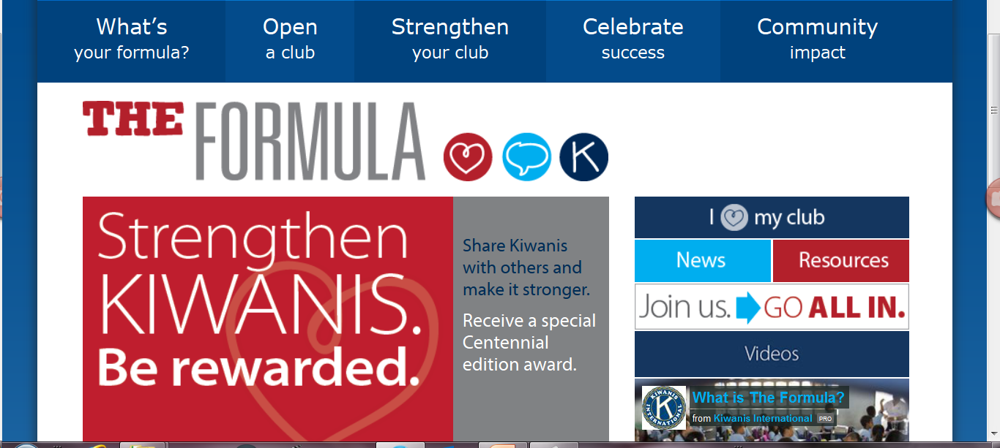 What's
your formula?
Open
a club
Strengthen
your club
Celebrate
success
Community
impact
THE FORMULA
K
Strengthen
KIWANIS.
Be rewarded.
Share Kiwanis
with others and
make it stronger.
Receive a special
Centennial
edition award.
I my club
News
Resources
Join us. GO ALL IN.
Videos
KIWANIS
K
INTERNATIONAL
What is The Formula?
from Kiwanis International PRO